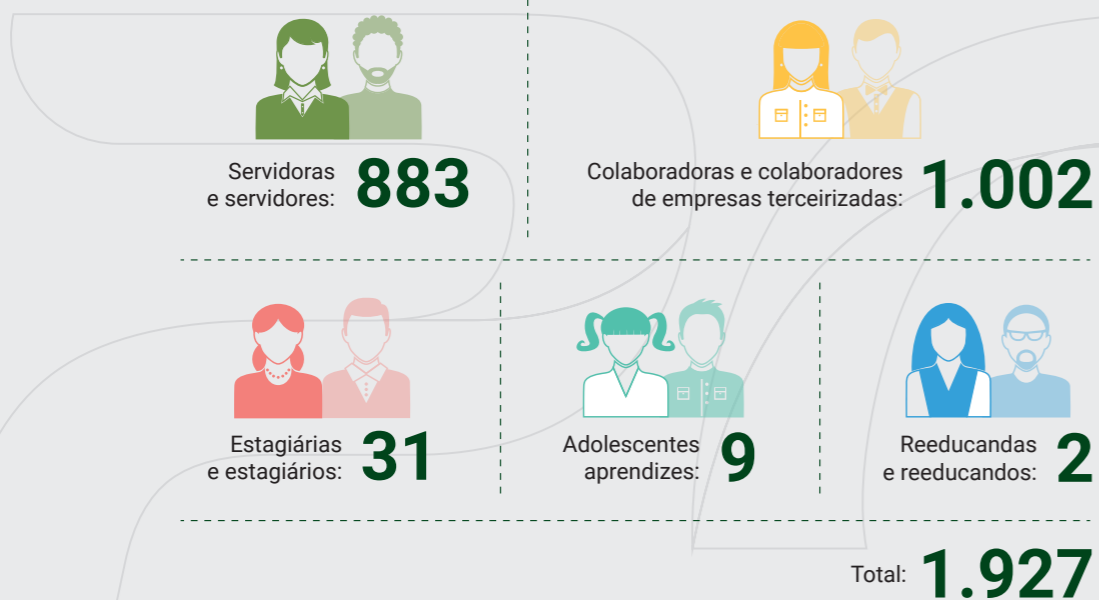 Servidoras
e servidores: 883
Colaboradoras e colaboradores
de empresas terceirizadas: 1.002
Estagiárias
e estagiários: 31
Adolescentes
aprendizes: 9
Reeducandas
e reeducandos: 2
Total: 1.927